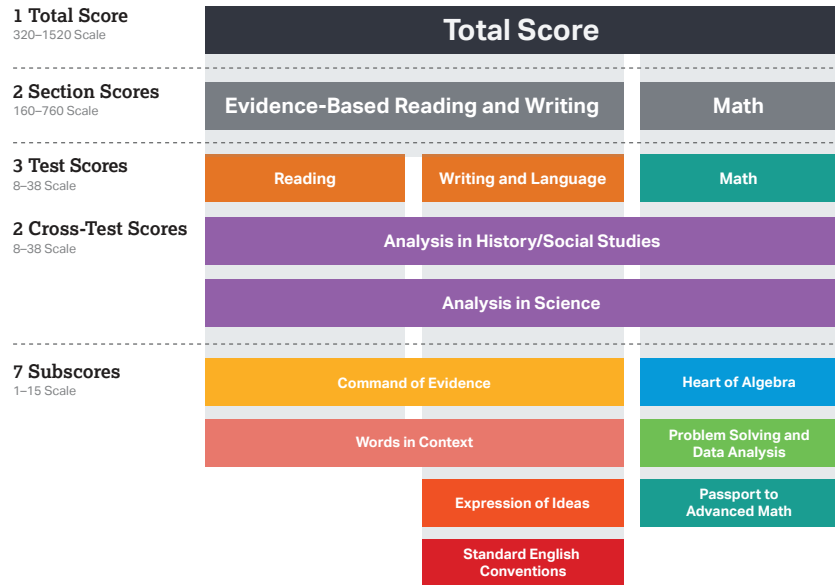 1 Total Score
320–1520 Scale
Total Score
2 Section Scores
160–760 Scale
Evidence-Based Reading and Writing
Math
3 Test Scores
8–38 Scale
Reading
Writing and Language
Math
2 Cross-Test Scores
8–38 Scale
Analysis in History/Social Studies
Analysis in Science
7 Subscores
1–15 Scale
Command of Evidence
Heart of Algebra
Words in Context
Problem Solving and
Data Analysis
Expression of Ideas
Passport to
Advanced Math
Standard English
Conventions